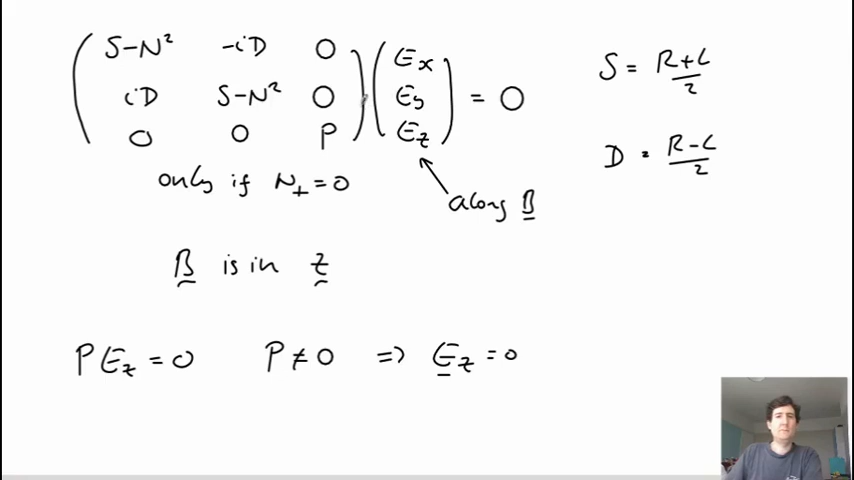 ( S-N² -iD 0 ) ( Ex )
( iD S-N² 0 ) ( Ey ) = 0
( 0 0 P ) ( Ez )
S = R+L/2
D = R-L/2
only if N⊥ = 0
along B
B is in z
P Ez = 0 P ≠ 0 => Ez = 0